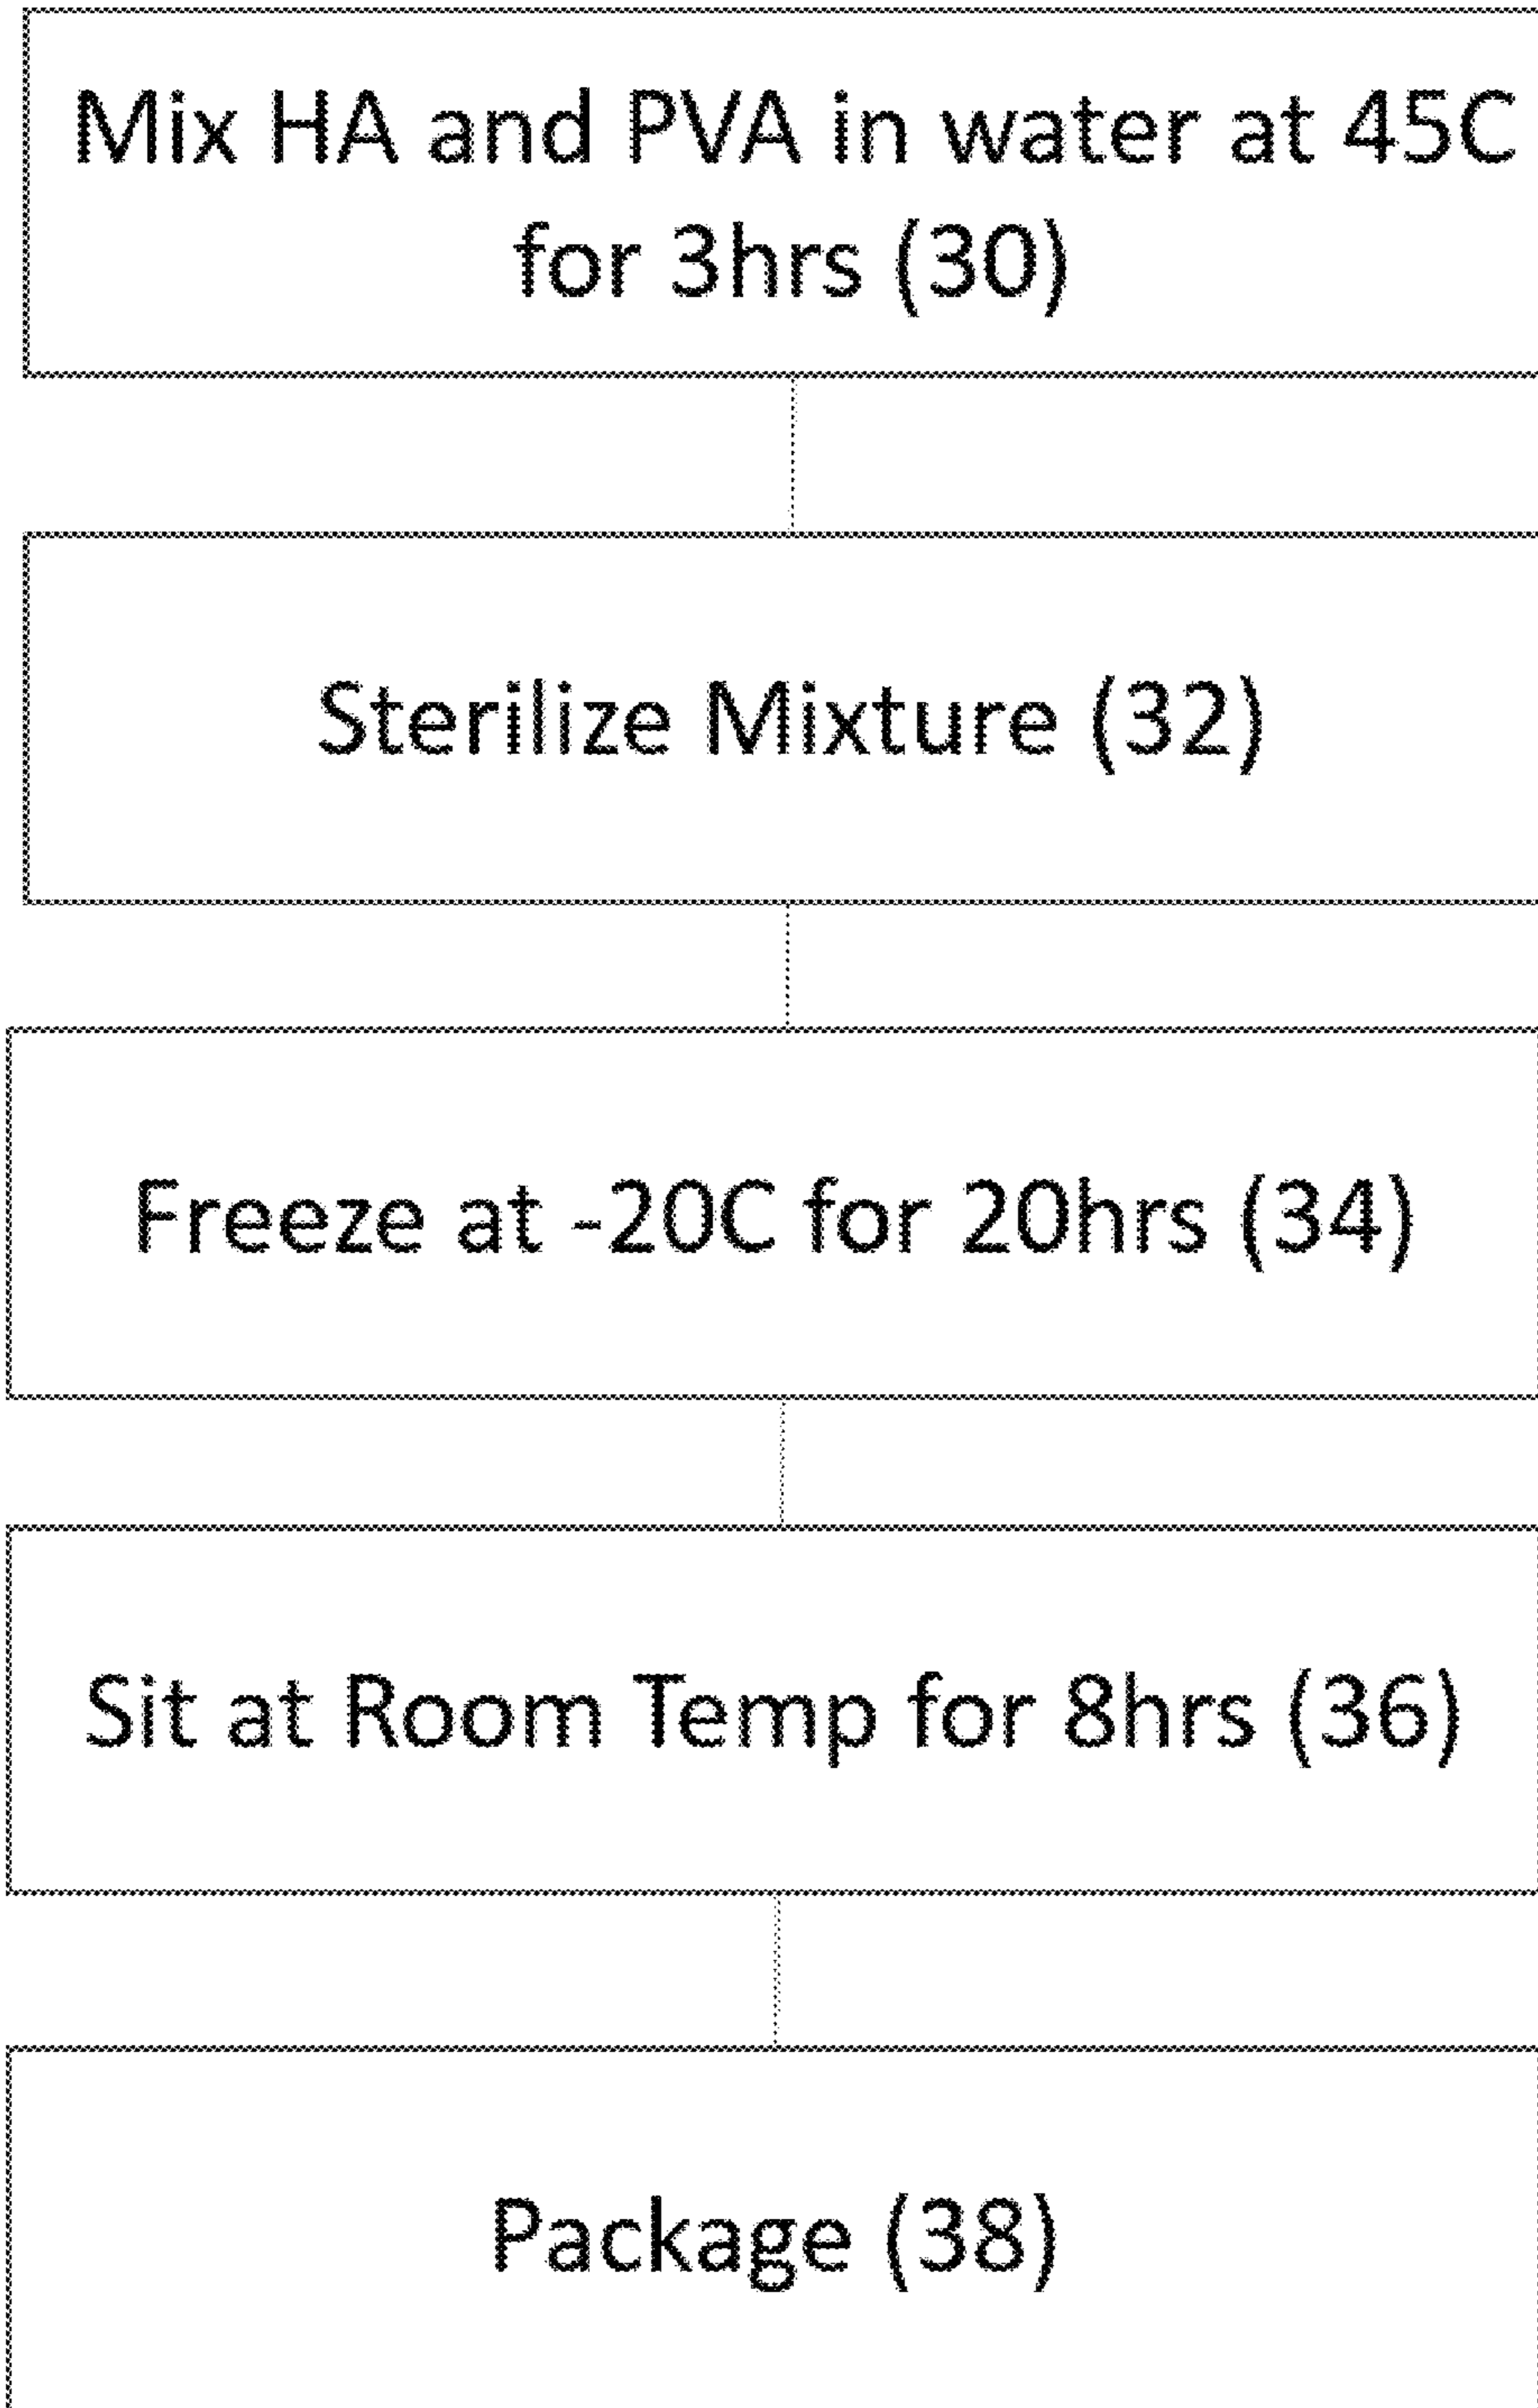 Mix HA and PVA in water at 45C
for 3hrs (30)
Sterilize Mixture (32)
Freeze at -20C for 20hrs (34)
Sit at Room Temp for 8hrs (36)
Package (38)